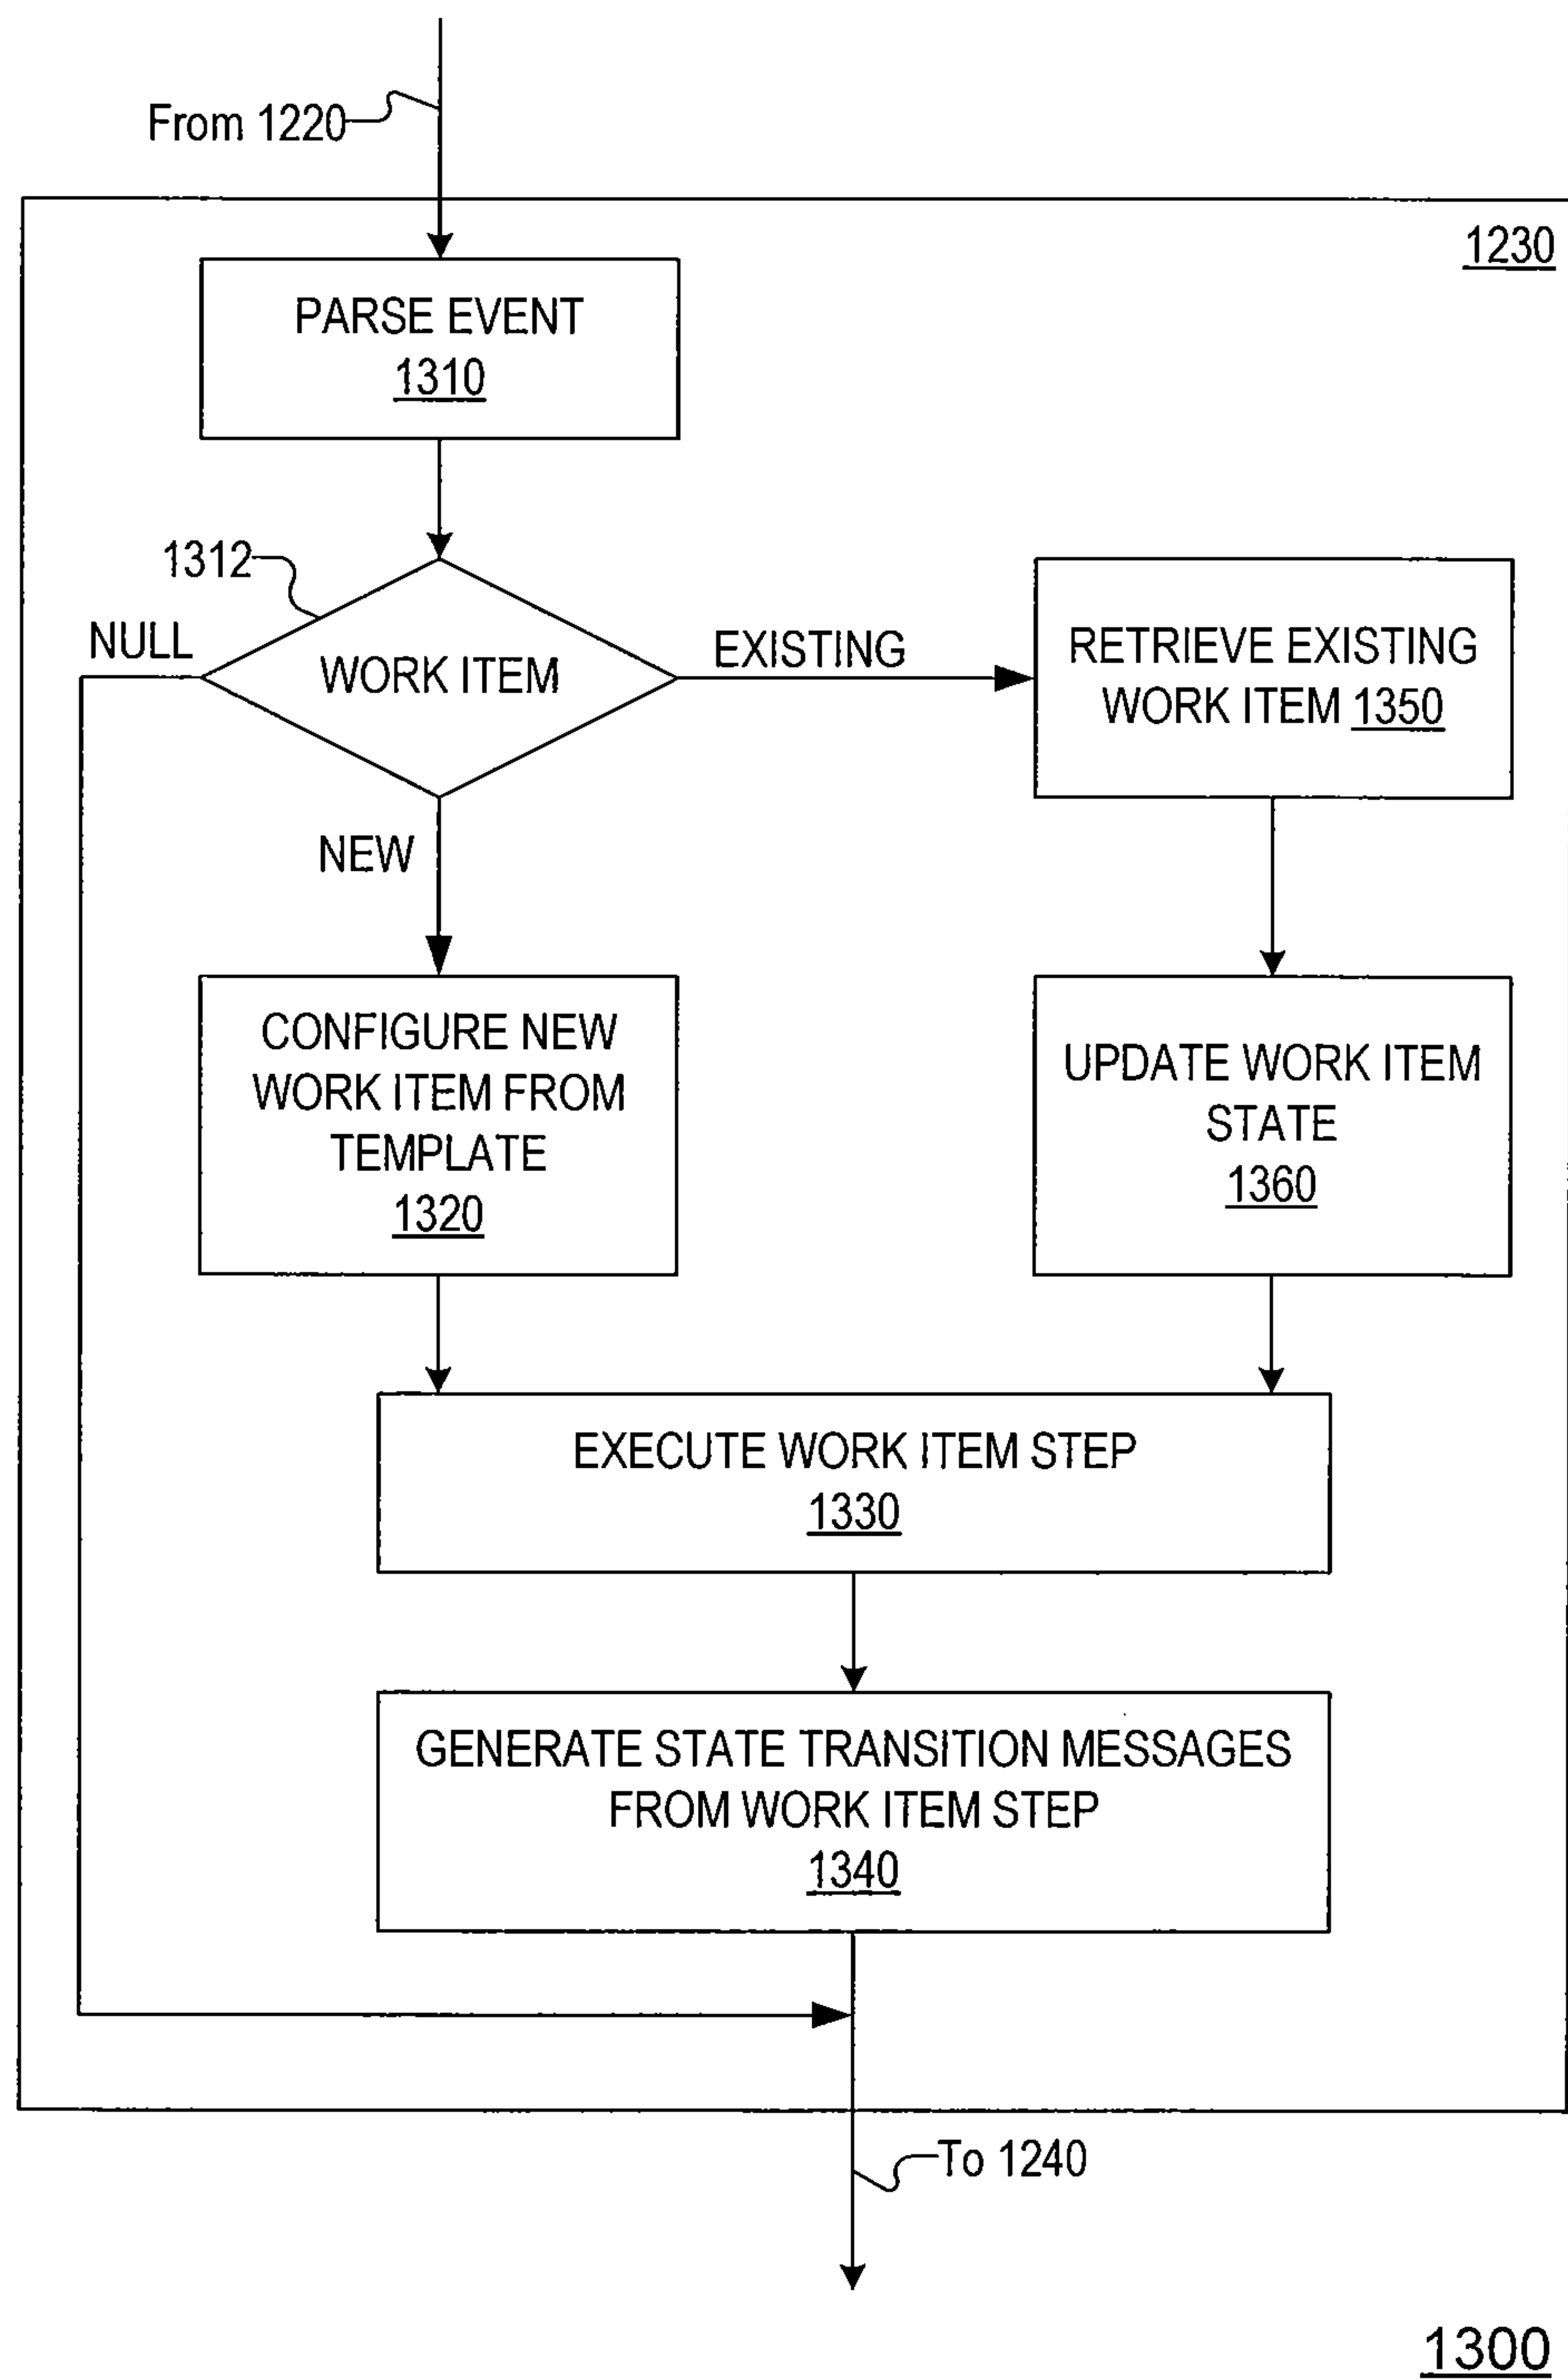 From 1220
1230
PARSE EVENT
1310
1312
NULL
WORK ITEM
EXISTING
RETRIEVE EXISTING
WORK ITEM 1350
NEW
CONFIGURE NEW
WORK ITEM FROM
TEMPLATE
1320
UPDATE WORK ITEM
STATE
1360
EXECUTE WORK ITEM STEP
1330
GENERATE STATE TRANSITION MESSAGES
FROM WORK ITEM STEP
1340
To 1240
1300